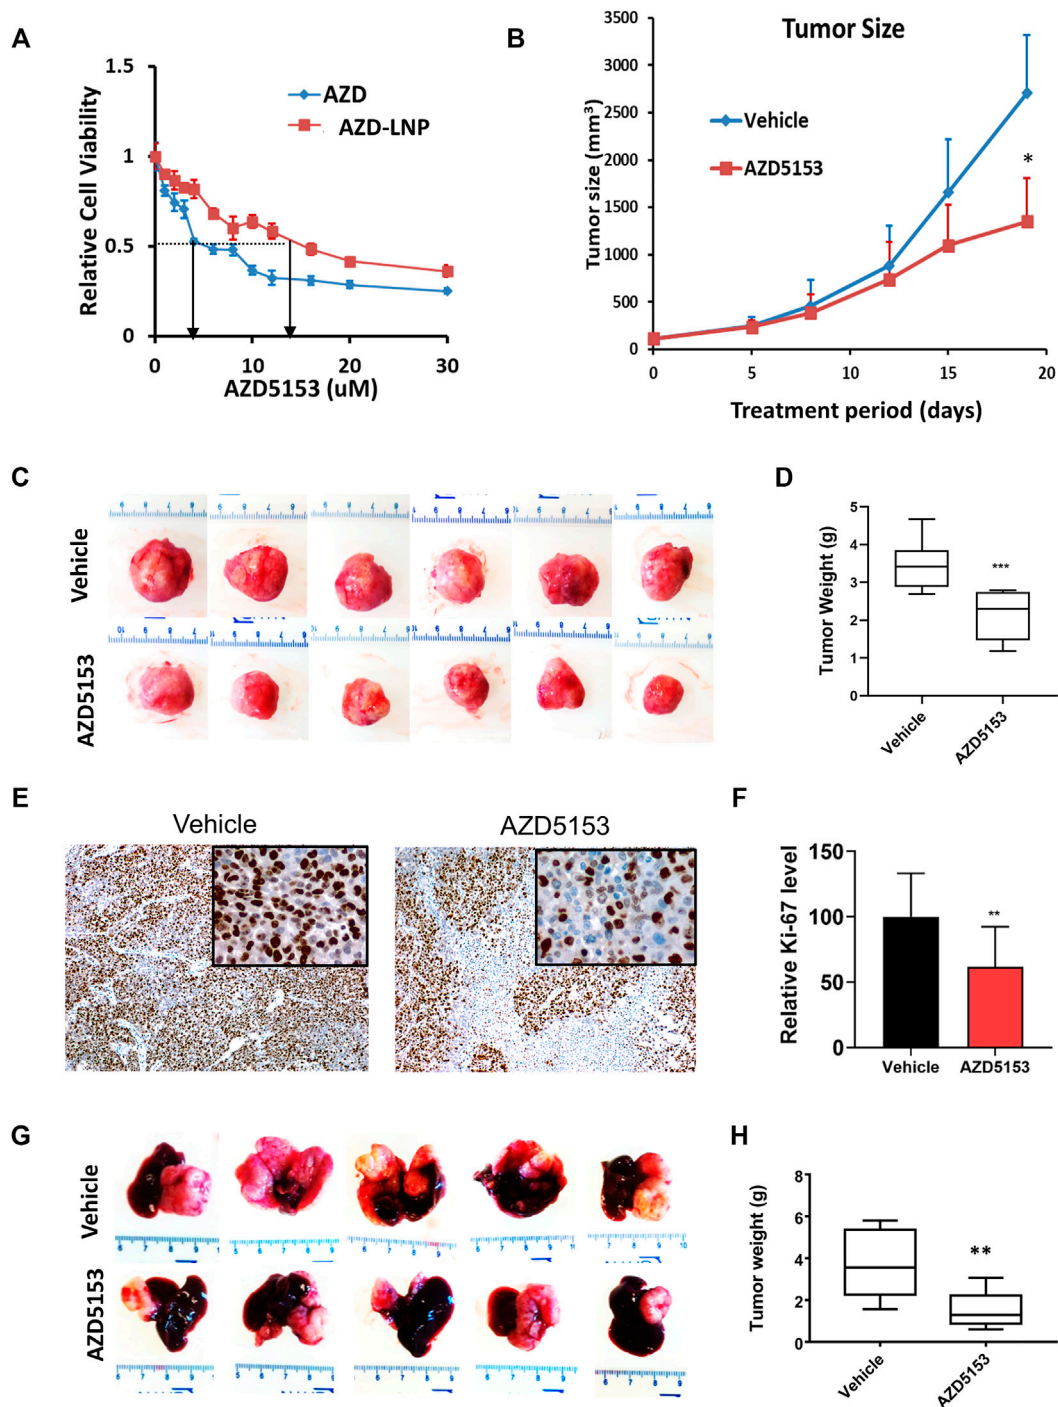 A
1.5
1
0.5
0
0
10
20
30
Relative Cell Viability
AZD5153 (uM)
AZD
AZD-LNP
B
Tumor Size
3500
3000
2500
2000
1500
1000
500
0
0
5
10
15
20
Tumor size (mm³)
Treatment period (days)
Vehicle
AZD5153
*
C
Vehicle
AZD5153
D
5
4
3
2
1
0
Tumor Weight (g)
***
Vehicle
AZD5153
E
Vehicle
AZD5153
F
150
100
50
0
Relative Ki-67 level
**
Vehicle
AZD5153
G
Vehicle
AZD5153
H
8
6
4
2
0
Tumor weight (g)
**
Vehicle
AZD5153